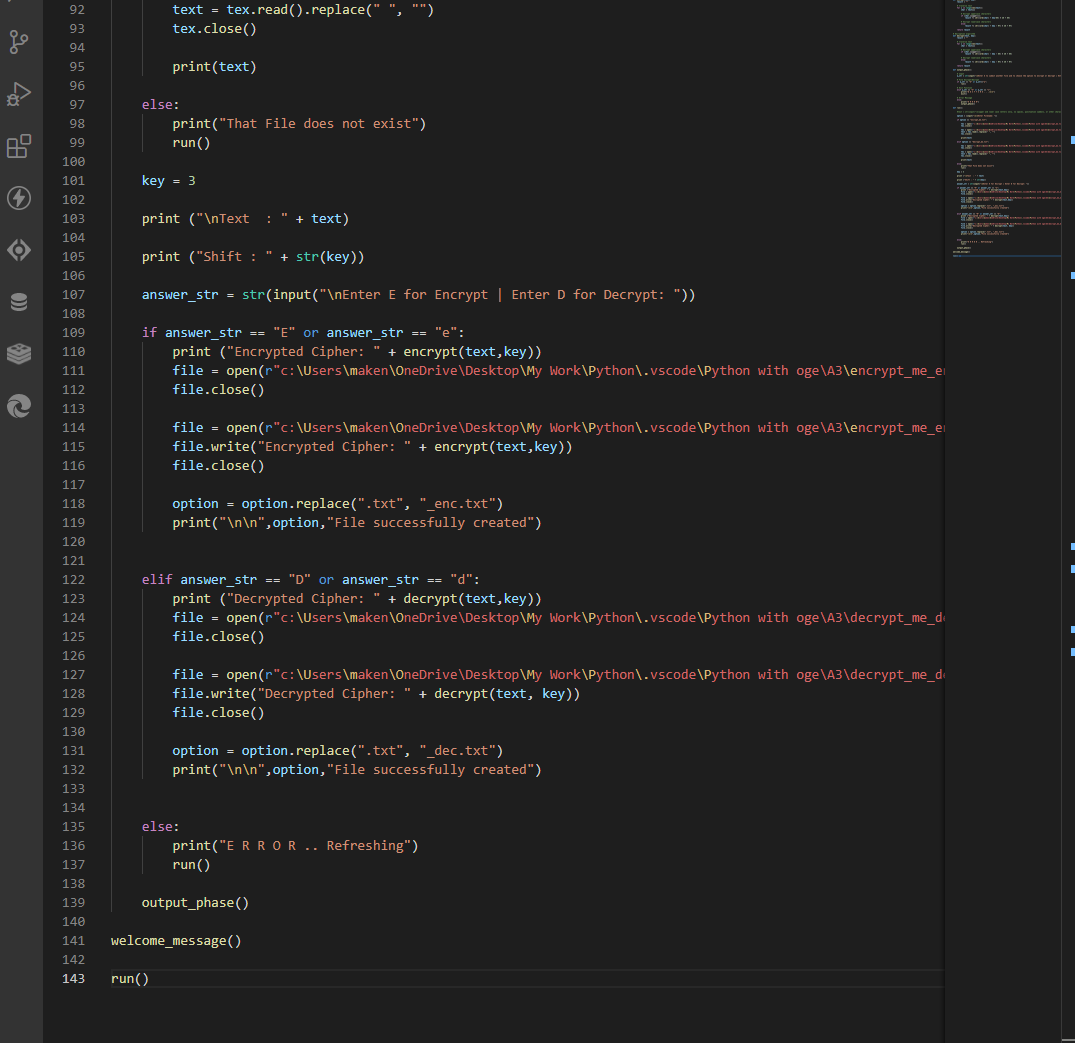 92 text = tex.read().replace(" ", "")
93 tex.close()
94
95 print(text)
96
97 else:
98 print("That File does not exist")
99 run()
100
101 key = 3
102
103 print ("\nText  : " + text)
104
105 print ("Shift : " + str(key))
106
107 answer_str = str(input("\nEnter E for Encrypt | Enter D for Decrypt: "))
108
109 if answer_str == "E" or answer_str == "e":
110 print ("Encrypted Cipher: " + encrypt(text,key))
111 file = open(r"c:\Users\maken\OneDrive\Desktop\My Work\Python\.vscode\Python with oge\A3\encrypt_me_en
112 file.close()
113
114 file = open(r"c:\Users\maken\OneDrive\Desktop\My Work\Python\.vscode\Python with oge\A3\encrypt_me_en
115 file.write("Encrypted Cipher: " + encrypt(text,key))
116 file.close()
117
118 option = option.replace(".txt", "_enc.txt")
119 print("\n\n",option,"File successfully created")
120
121
122 elif answer_str == "D" or answer_str == "d":
123 print ("Decrypted Cipher: " + decrypt(text,key))
124 file = open(r"c:\Users\maken\OneDrive\Desktop\My Work\Python\.vscode\Python with oge\A3\decrypt_me_de
125 file.close()
126
127 file = open(r"c:\Users\maken\OneDrive\Desktop\My Work\Python\.vscode\Python with oge\A3\decrypt_me_de
128 file.write("Decrypted Cipher: " + decrypt(text, key))
129 file.close()
130
131 option = option.replace(".txt", "_dec.txt")
132 print("\n\n",option,"File successfully created")
133
134
135 else:
136 print("E R R O R .. Refreshing")
137 run()
138
139 output_phase()
140
141 welcome_message()
142
143 run()